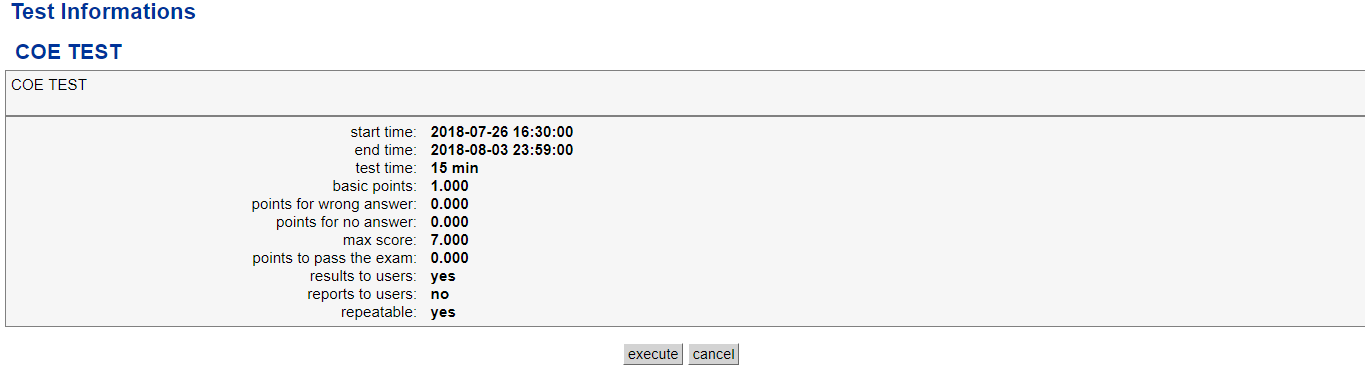 Test Informations
COE TEST
COE TEST
start time: 2018-07-26 16:30:00
end time: 2018-08-03 23:59:00
test time: 15 min
basic points: 1.000
points for wrong answer: 0.000
points for no answer: 0.000
max score: 7.000
points to pass the exam: 0.000
results to users: yes
reports to users: no
repeatable: yes
execute cancel